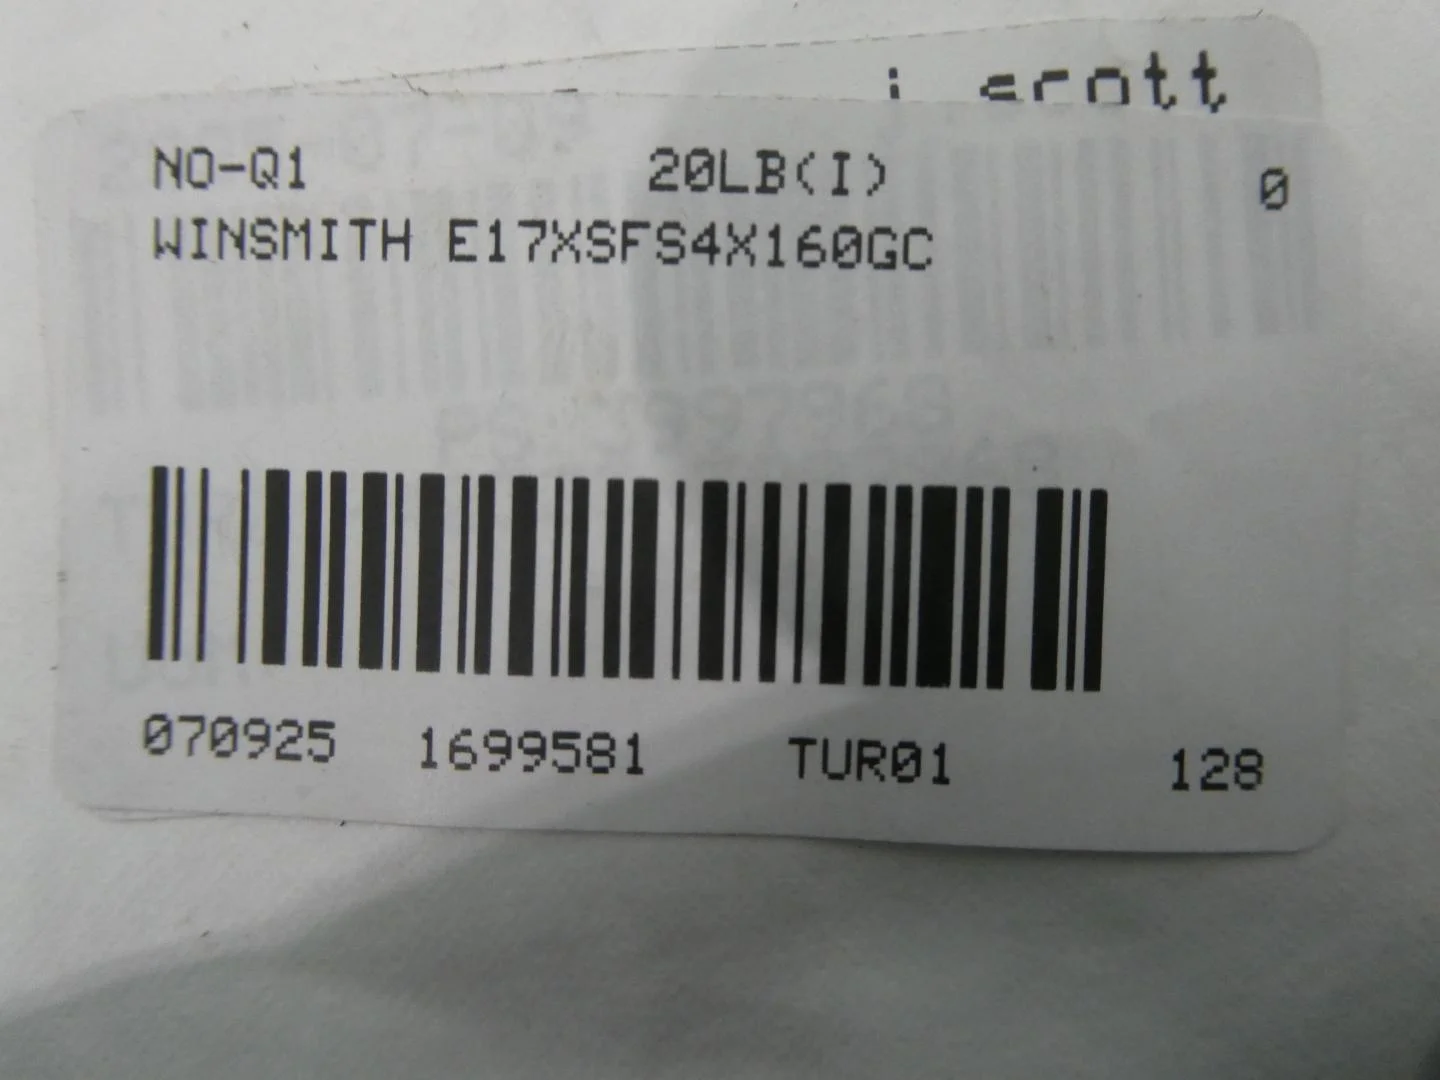 j scott
NO-Q1 20LB(I) 0
WINSMITH E17XSFS4X160GC
070925 1699581 TUR01 128